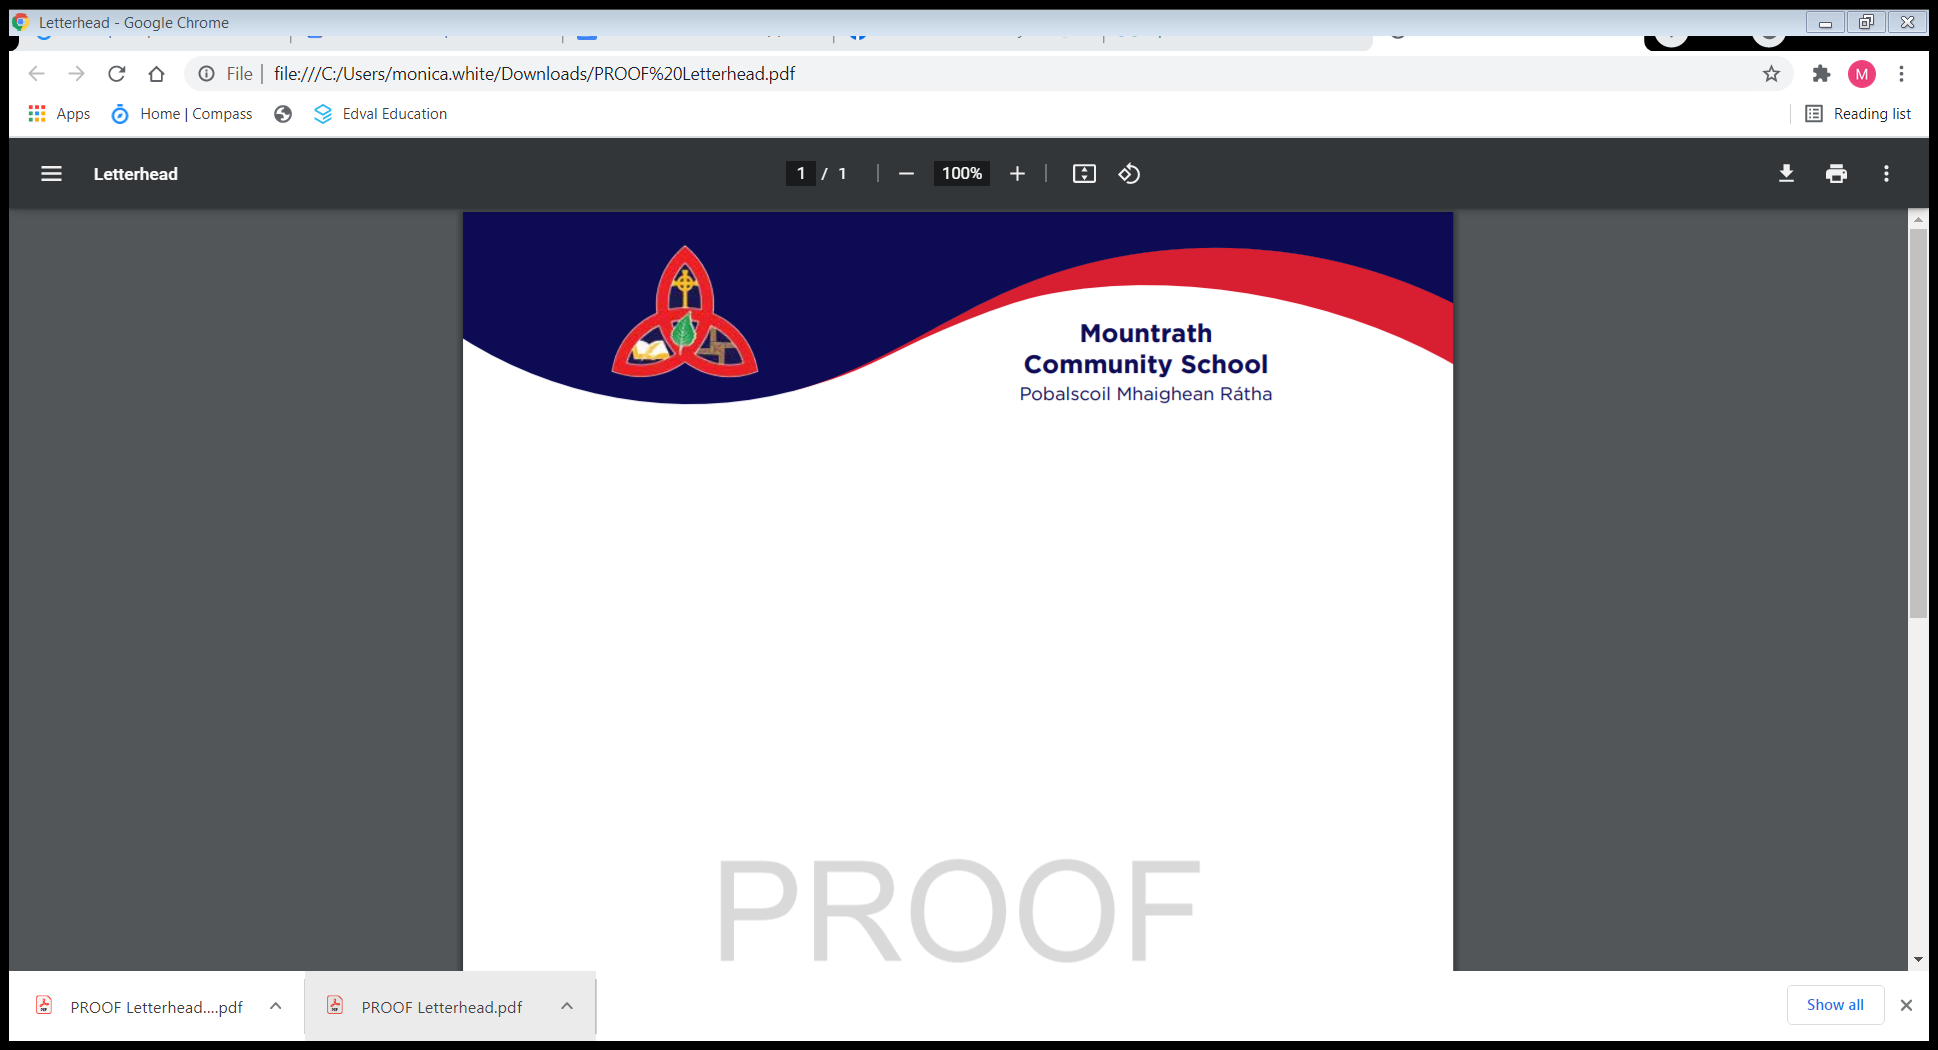 Letterhead - Google Chrome
File | file:///C:/Users/monica.white/Downloads/PROOF%20Letterhead.pdf
M
Apps Home | Compass Edval Education Reading list
Letterhead 1 / 1 100%
Mountrath
Community School
Pobalscoil Mhaighean Rátha
PROOF
PROOF Letterhead....pdf PROOF Letterhead.pdf Show all